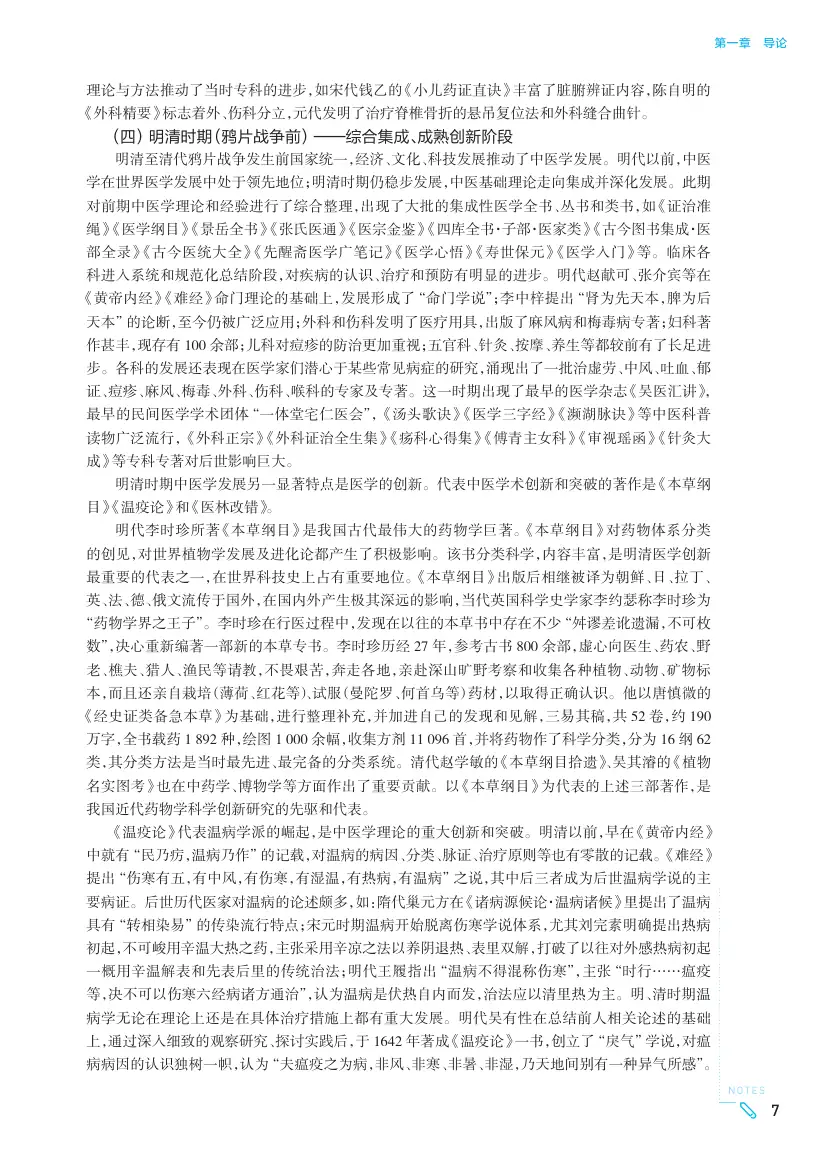 第一章 导论
理论与方法推动了当时专科的进步,如宋代钱乙的《小儿药证直诀》丰富了脏腑辨证内容,陈自明的
《外科精要》标志着外、伤科分立,元代发明了治疗脊椎骨折的悬吊复位法和外科缝合曲针。
(四)明清时期(鸦片战争前)——综合集成、成熟创新阶段
明清至清代鸦片战争发生前国家统一,经济、文化、科技发展推动了中医学发展。明代以前,中医
学在世界医学发展中处于领先地位;明清时期仍稳步发展,中医基础理论走向集成并深化发展。此期
对前期中医学理论和经验进行了综合整理,出现了大批的集成性医学全书、丛书和类书,如《证治准
绳》《医学纲目》《景岳全书》《张氏医通》《医宗金鉴》《四库全书·子部·医家类》《古今图书集成·医
部全录》《古今医统大全》《先醒斋医学广笔记》《医学心悟》《寿世保元》《医学入门》等。临床各
科进入系统和规范化总结阶段,对疾病的认识、治疗和预防有明显的进步。明代赵献可、张介宾等在
《黄帝内经》《难经》命门理论的基础上,发展形成了“命门学说”;李中梓提出“肾为先天本,脾为后
天本”的论断,至今仍被广泛应用;外科和伤科发明了医疗用具,出版了麻风病和梅毒病专著;妇科著
作甚丰,现存有 100 余部;儿科对痘疹的防治更加重视;五官科、针灸、按摩、养生等都较前有了长足进
步。各科的发展还表现在医学家们潜心于某些常见病症的研究,涌现出了一批治虚劳、中风、吐血、郁
证、痘疹、麻风、梅毒、外科、伤科、喉科的专家及专著。这一时期出现了最早的医学杂志《吴医汇讲》,
最早的民间医学学术团体“一体堂宅仁医会”,《汤头歌诀》《医学三字经》《濒湖脉诀》等中医科普
读物广泛流行,《外科正宗》《外科证治全生集》《疡科心得集》《傅青主女科》《审视瑶函》《针灸大
成》等专科专著对后世影响巨大。
明清时期中医学发展另一显著特点是医学的创新。代表中医学术创新和突破的著作是《本草纲
目》《温疫论》和《医林改错》。
明代李时珍所著《本草纲目》是我国古代最伟大的药物学巨著。《本草纲目》对药物体系分类
的创见,对世界植物学发展及进化论都产生了积极影响。该书分类科学,内容丰富,是明清医学创新
最重要的代表之一,在世界科技史上占有重要地位。《本草纲目》出版后相继被译为朝鲜、日、拉丁、
英、法、德、俄文流传于国外,在国内外产生极其深远的影响,当代英国科学史学家李约瑟称李时珍为
“药物学界之王子”。李时珍在行医过程中,发现在以往的本草书中存在不少“舛谬差讹遗漏,不可枚
数”,决心重新编著一部新的本草专书。李时珍历经 27 年,参考古书 800 余部,虚心向医生、药农、野
老、樵夫、猎人、渔民等请教,不畏艰苦,奔走各地,亲赴深山旷野考察和收集各种植物、动物、矿物标
本,而且还亲自栽培(薄荷、红花等)、试服(曼陀罗、何首乌等)药材,以取得正确认识。他以唐慎微的
《经史证类备急本草》为基础,进行整理补充,并加进自己的发现和见解,三易其稿,共 52 卷,约 190
万字,全书载药 1 892 种,绘图 1 000 余幅,收集方剂 11 096 首,并将药物作了科学分类,分为 16 纲 62
类,其分类方法是当时最先进、最完备的分类系统。清代赵学敏的《本草纲目拾遗》、吴其濬的《植物
名实图考》也在中药学、博物学等方面作出了重要贡献。以《本草纲目》为代表的上述三部著作,是
我国近代药物学科学创新研究的先驱和代表。
《温疫论》代表温病学派的崛起,是中医学理论的重大创新和突破。明清以前,早在《黄帝内经》
中就有“民乃疠,温病乃作”的记载,对温病的病因、分类、脉证、治疗原则等也有零散的记载。《难经》
提出“伤寒有五,有中风,有伤寒,有湿温,有热病,有温病”之说,其中后三者成为后世温病学说的主
要病证。后世历代医家对温病的论述颇多,如:隋代巢元方在《诸病源候论·温病诸候》里提出了温病
具有“转相染易”的传染流行特点;宋元时期温病开始脱离伤寒学说体系,尤其刘完素明确提出热病
初起,不可峻用辛温大热之药,主张采用辛凉之法以养阴退热、表里双解,打破了以往对外感热病初起
一概用辛温解表和先表后里的传统治法;明代王履指出“温病不得混称伤寒”,主张“时行……瘟疫
等,决不可以伤寒六经病诸方通治”,认为温病是伏热自内而发,治法应以清里热为主。明、清时期温
病学无论在理论上还是在具体治疗措施上都有重大发展。明代吴有性在总结前人相关论述的基础
上,通过深入细致的观察研究、探讨实践后,于 1642 年著成《温疫论》一书,创立了“戾气”学说,对瘟
病病因的认识独树一帜,认为“夫瘟疫之为病,非风、非寒、非暑、非湿,乃天地间别有一种异气所感”。
NOTES
7